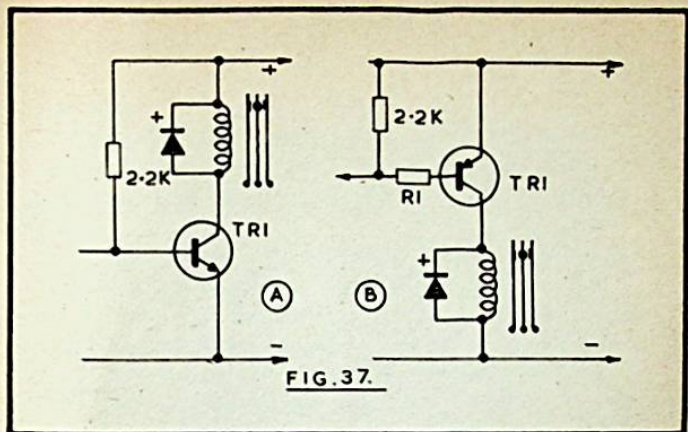 +
+
2·2K
+
TR1
A
-
+
2·2K
R1
TR1
B
+
-
FIG.37.